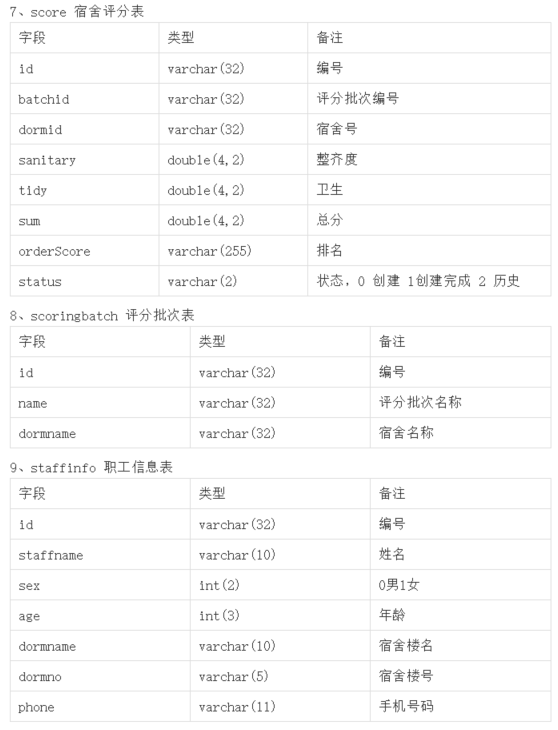 7、score 宿舍评分表
字段 类型 备注
id varchar(32) 编号
batchid varchar(32) 评分批次编号
dormid varchar(32) 宿舍号
sanitary double(4,2) 整齐度
tidy double(4,2) 卫生
sum double(4,2) 总分
orderScore varchar(255) 排名
status varchar(2) 状态，0 创建 1创建完成 2 历史
8、scoringbatch 评分批次表
字段 类型 备注
id varchar(32) 编号
name varchar(32) 评分批次名称
dormname varchar(32) 宿舍名称
9、staffinfo 职工信息表
字段 类型 备注
id varchar(32) 编号
staffname varchar(10) 姓名
sex int(2) 0男1女
age int(3) 年龄
dormname varchar(10) 宿舍楼名
dormno varchar(5) 宿舍楼号
phone varchar(11) 手机号码